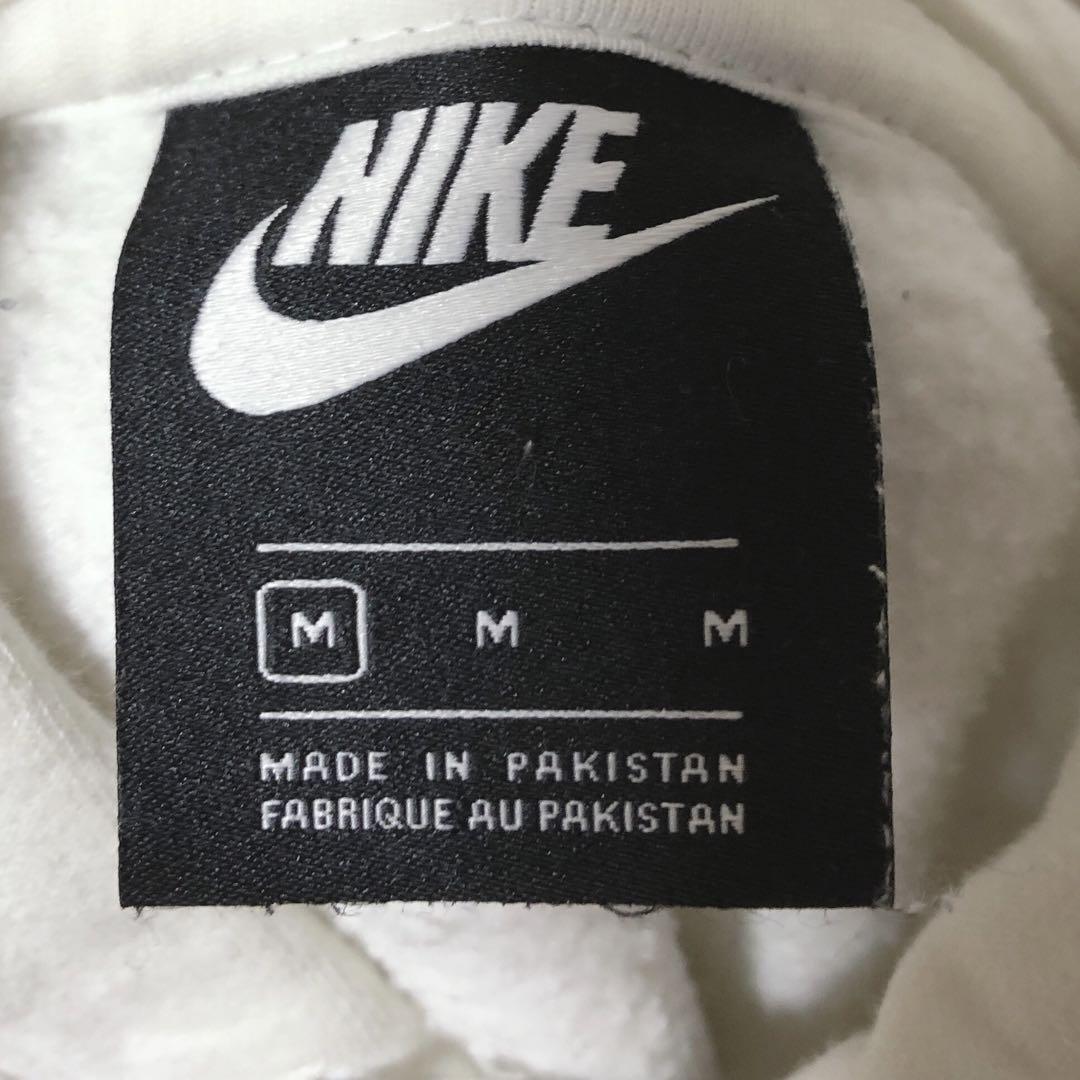 NIKE
M M M
MADE IN PAKISTAN
FABRIQUE AU PAKISTAN